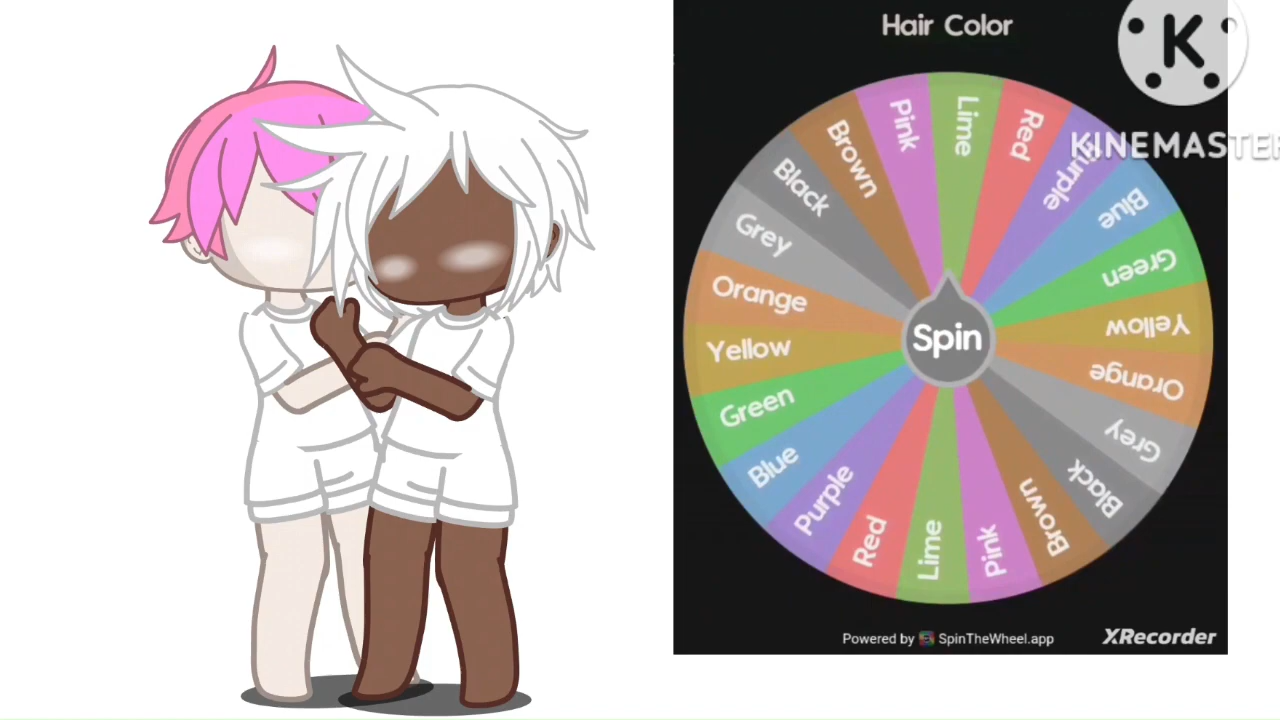 Hair Color
K
KINEMASTER
Lime
Red
Purple
Blue
Green
Yellow
Orange
Grey
Black
Brown
Pink
Lime
Red
Purple
Blue
Green
Yellow
Orange
Grey
Black
Brown
Pink
Spin
Powered by SpinTheWheel.app
XRecorder